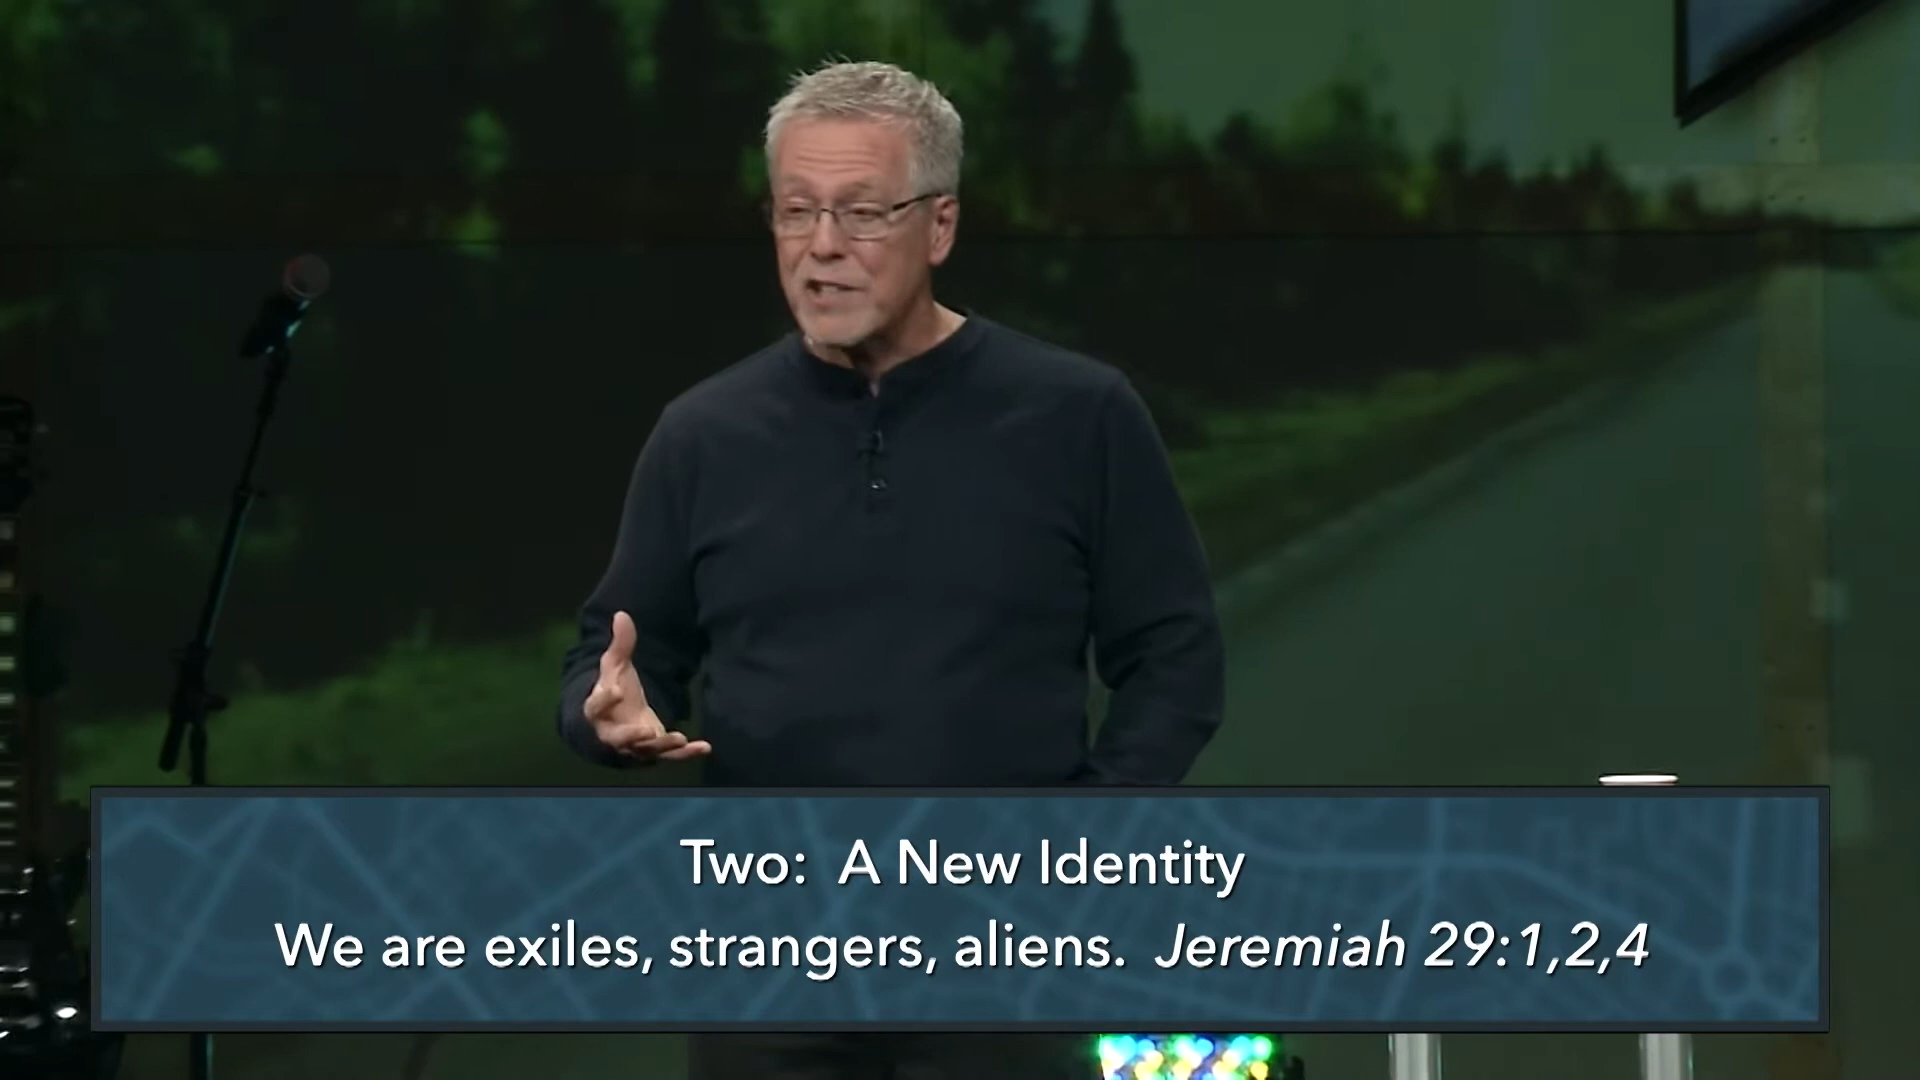 Two: A New Identity
We are exiles, strangers, aliens. Jeremiah 29:1,2,4